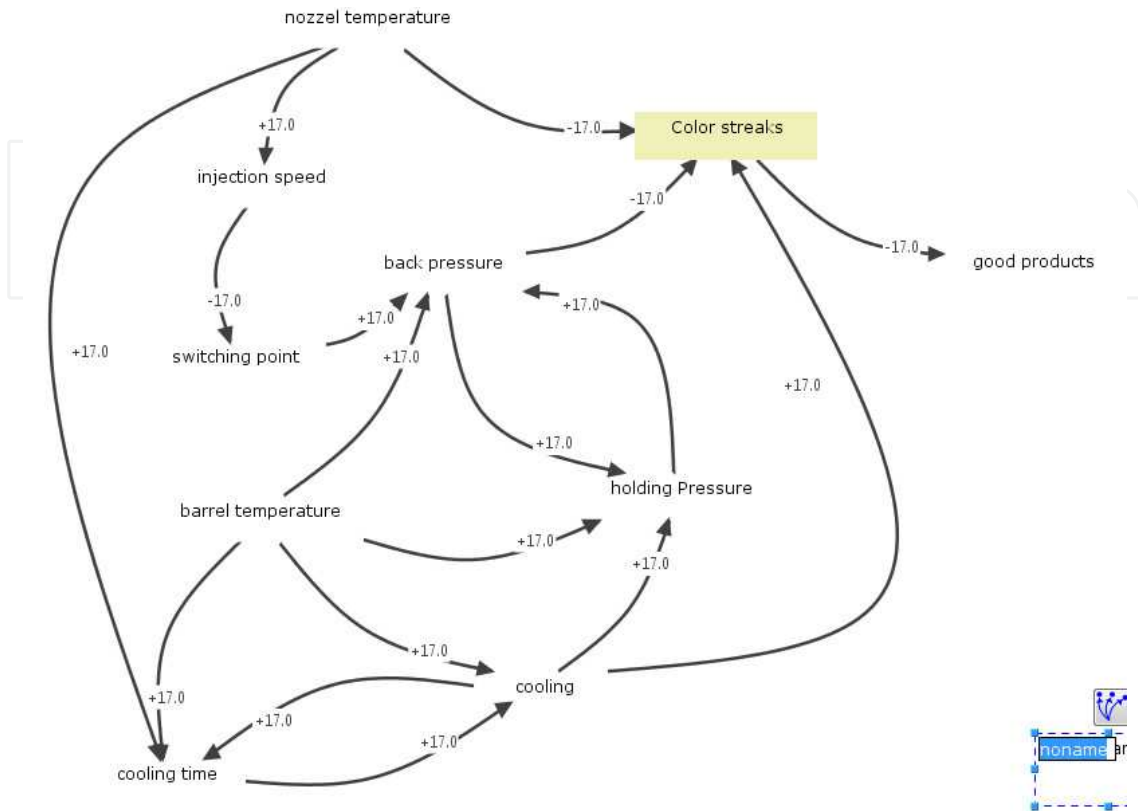 nozzel temperature
+17.0
-17.0
Color streaks
injection speed
-17.0
-17.0
back pressure
good products
-17.0
+17.0
+17.0
switching point
+17.0
+17.0
+17.0
+17.0
holding Pressure
barrel temperature
+17.0
+17.0
+17.0
cooling
+17.0
+17.0
+17.0
noname
cooling time